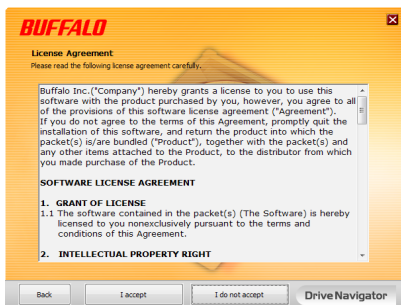 BUFFALO
License Agreement
Please read the following license agreement carefully.
Buffalo Inc.("Company") hereby grants a license to you to use this
software with the product purchased by you, however, you agree to all
of the provisions of this software license agreement ("Agreement").
If you do not agree to the terms of this Agreement, promptly quit the
installation of this software, and return the product into which the
packet(s) is/are bundled ("Product"), together with the packet(s) and
any other items attached to the Product, to the distributor from which
you made purchase of the Product.
SOFTWARE LICENSE AGREEMENT
1. GRANT OF LICENSE
1.1 The software contained in the packet(s) (The Software) is hereby
licensed to you nonexclusively pursuant to the terms and
conditions of this Agreement.
2. INTELLECTUAL PROPERTY RIGHT
Back I accept I do not accept DriveNavigator